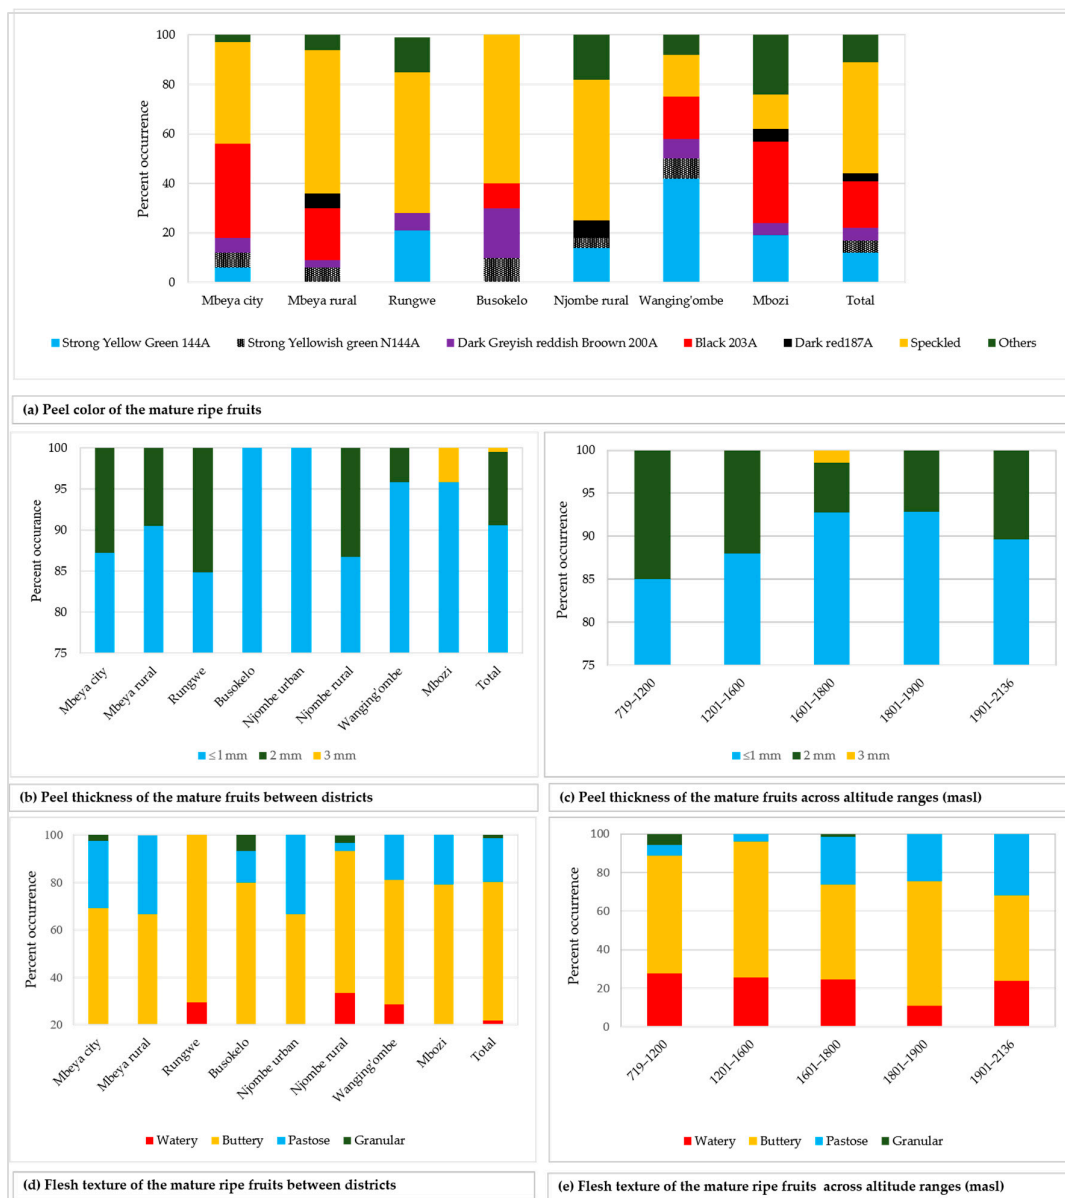 100
80
60
40
20
0
Percent occurrence
Mbeya city Mbeya rural Rungwe Busokelo Njombe rural Wanging'ombe Mbozi Total
Strong Yellow Green 144A Strong Yellowish green N144A Dark Greyish reddish Broown 200A Black 203A Dark red187A Speckled Others
(a) Peel color of the mature ripe fruits
100
95
90
85
80
75
Percent occurance
Mbeya city Mbeya rural Rungwe Busokelo Njombe urban Njombe rural Wanging'ombe Mbozi Total
≤ 1 mm 2 mm 3 mm
(b) Peel thickness of the mature fruits between districts
100
95
90
85
80
75
Percent occurrence
719–1200 1201–1600 1601–1800 1801–1900 1901–2136
≤1 mm 2 mm 3 mm
(c) Peel thickness of the mature fruits across altitude ranges (masl)
100
80
60
40
20
Percent occurrence
Mbeya city Mbeya rural Rungwe Busokelo Njombe urban Njombe rural Wanging'ombe Mbozi Total
Watery Buttery Pastose Granular
(d) Flesh texture of the mature ripe fruits between districts
100
80
60
40
20
0
Percent occurrence
719–1200 1201–1600 1601–1800 1801–1900 1901–2136
Watery Buttery Pastose Granular
(e) Flesh texture of the mature ripe fruits across altitude ranges (masl)